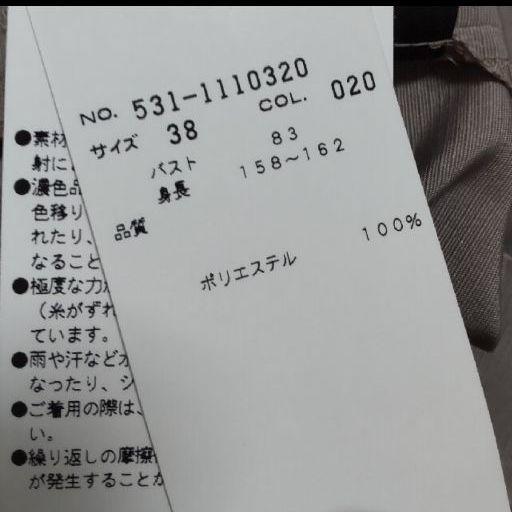 NO. 531-1110320
COL. 020
サイズ 38
バスト 83
身長 158~162
品質
ポリエステル 100%
●素材
射に
●濃色品
色移り
れたり、
なること
●極度な力
(糸がずれ
ています。
●雨や汗など
なったり、シ
●ご着用の際は、
い。
●繰り返しの摩擦
が発生することが